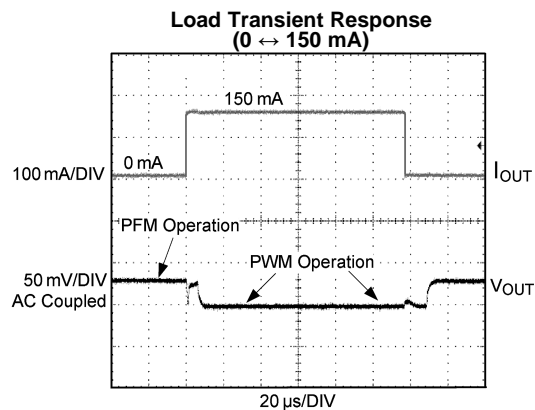 Load Transient Response
(0 ↔ 150 mA)
150 mA
0 mA
100 mA/DIV
I_OUT
PFM Operation
PWM Operation
50 mV/DIV
AC Coupled
V_OUT
20 µs/DIV